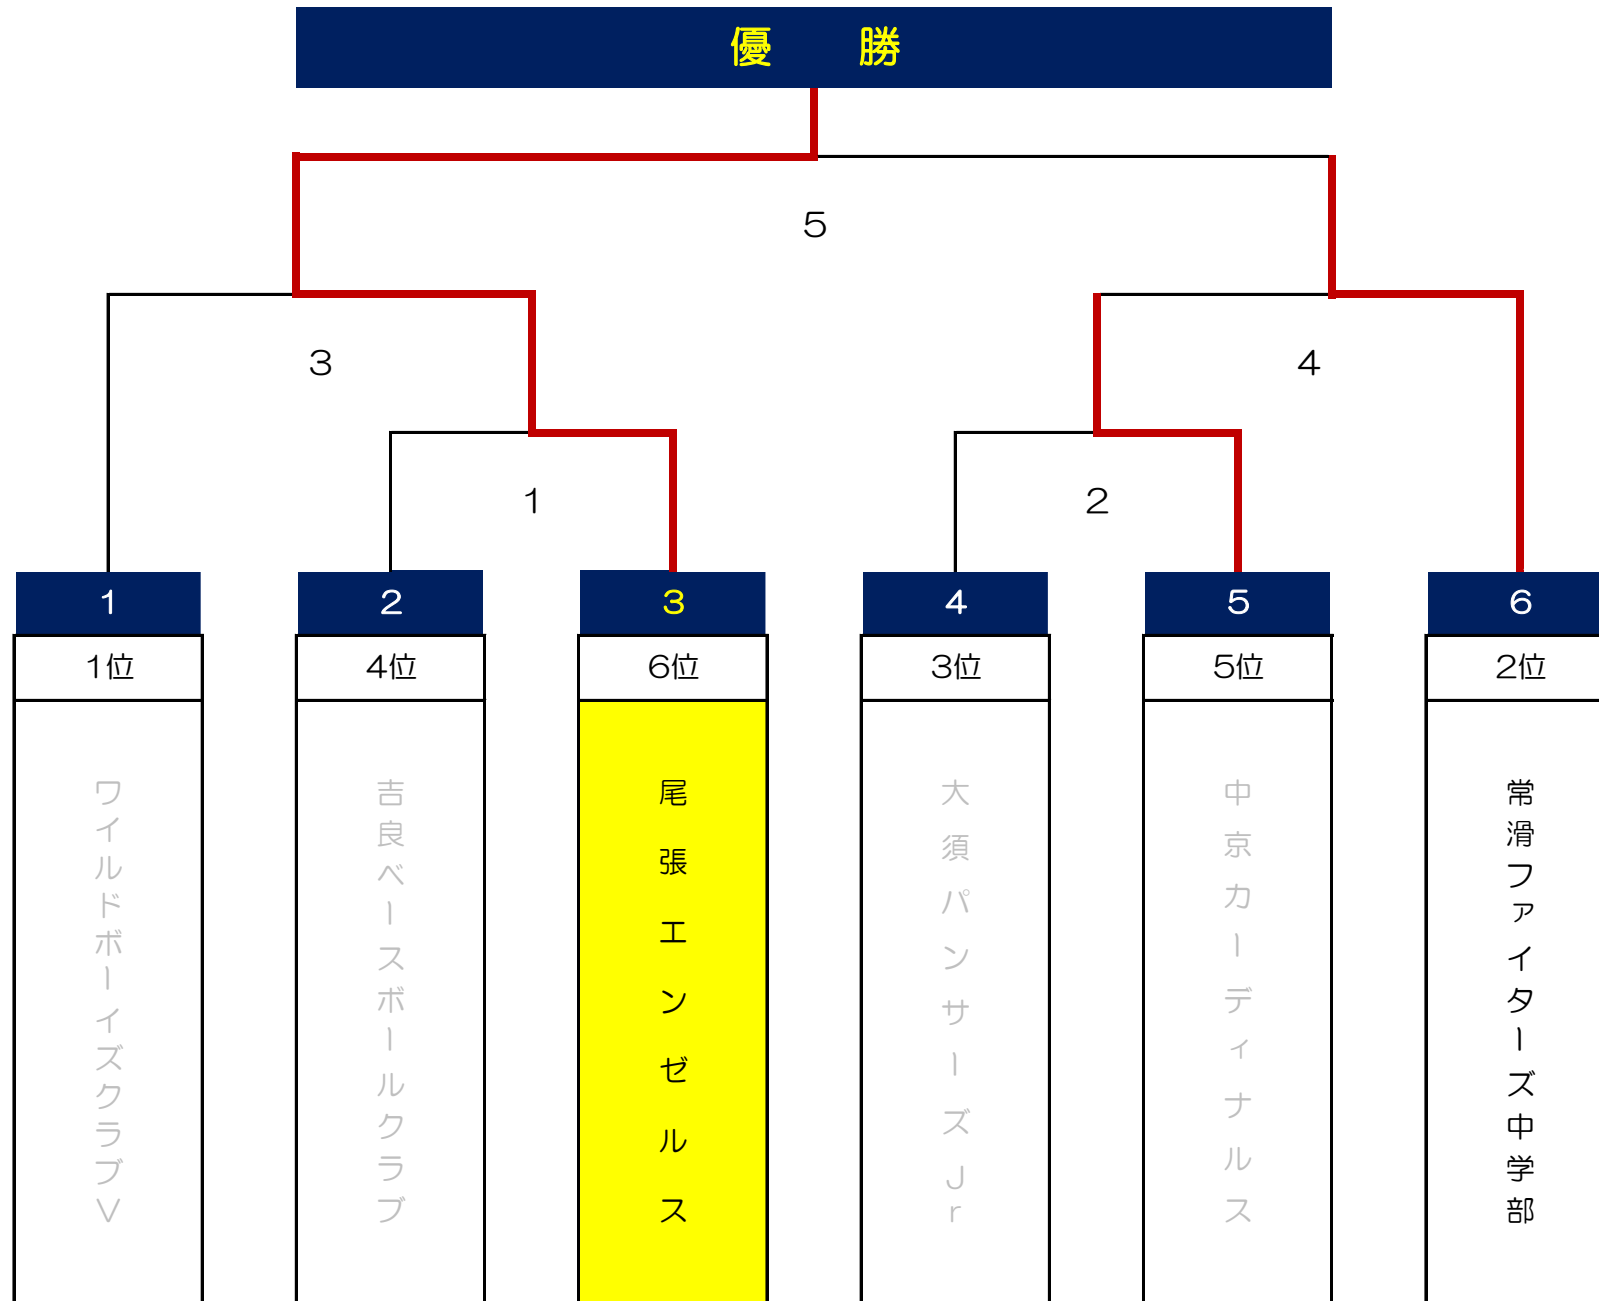 優　勝
5
3
4
1
2
1
2
3
4
5
6
1位
4位
6位
3位
5位
2位
ワイルドボーイズクラブV
吉良ベースボールクラブ
尾張エンゼルス
大須パンサーズJr
中京カーディナルス
常滑ファイターズ中学部